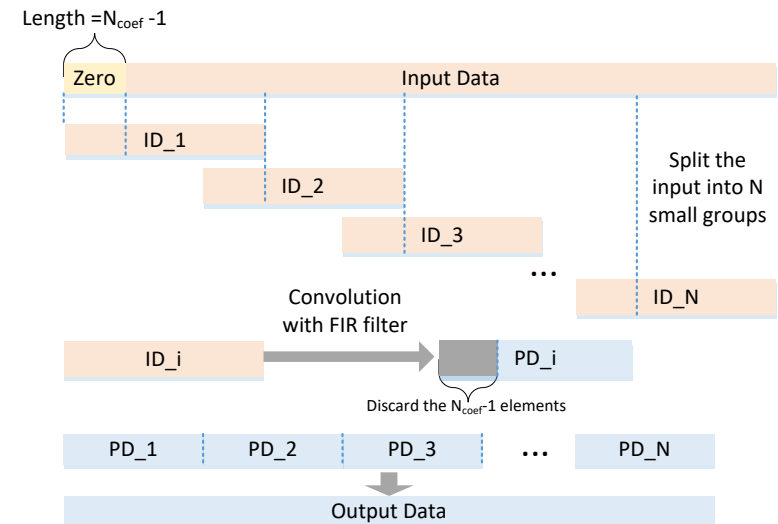 Length =Ncoef -1
Zero
Input Data
ID_1
ID_2
ID_3
Split the
input into N
small groups
...
ID_N
Convolution
with FIR filter
ID_i
PD_i
Discard the Ncoef-1 elements
PD_1
PD_2
PD_3
...
PD_N
Output Data